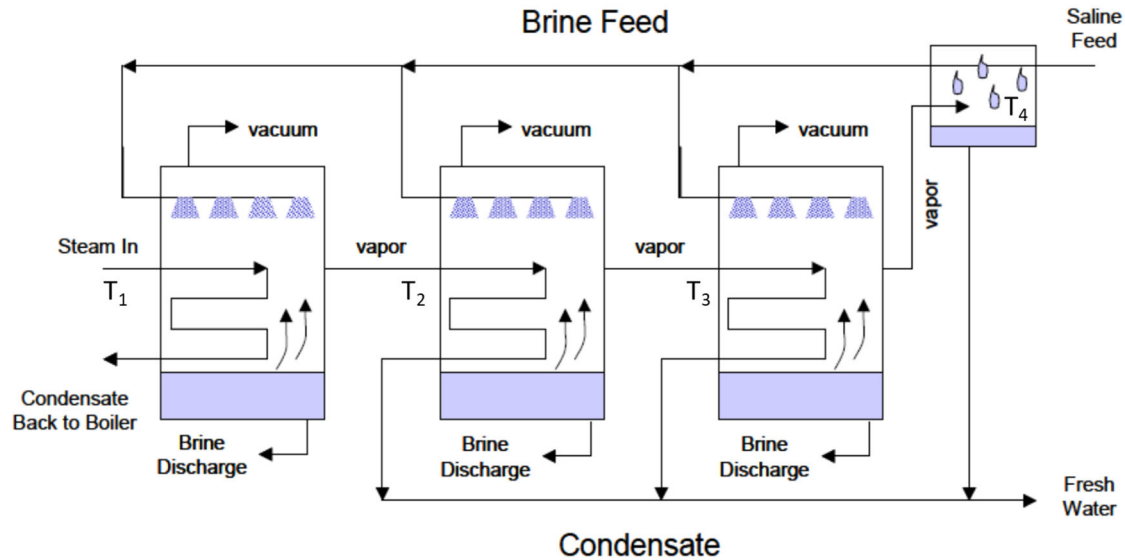 Brine Feed
Saline
Feed
T₄
vacuum
vacuum
vacuum
vapor
Steam In
vapor
vapor
T₁
T₂
T₃
Condensate
Back to Boiler
Brine
Discharge
Brine
Discharge
Brine
Discharge
Fresh
Water
Condensate